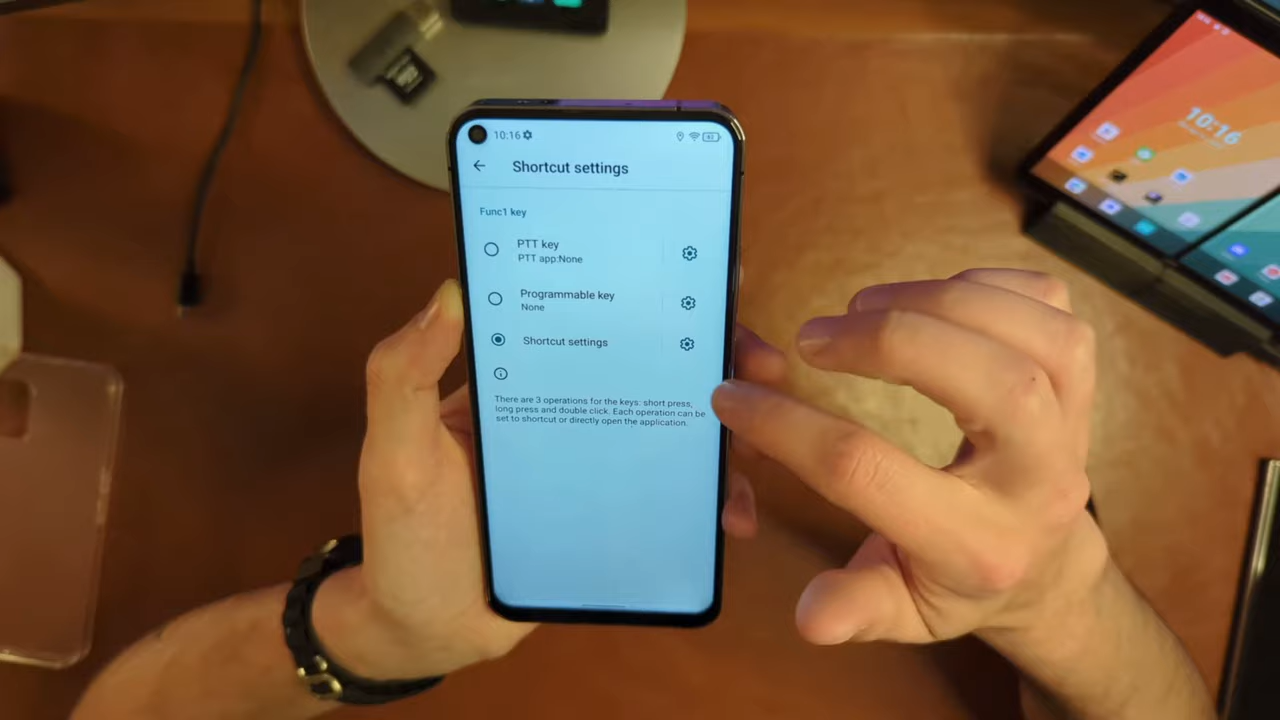 10:16
Shortcut settings
Func1 key
PTT key
PTT app:None
Programmable key
None
Shortcut settings
There are 3 operations for the keys: short press,
long press and double click. Each operation can be
set to shortcut or directly open the application.
10:16